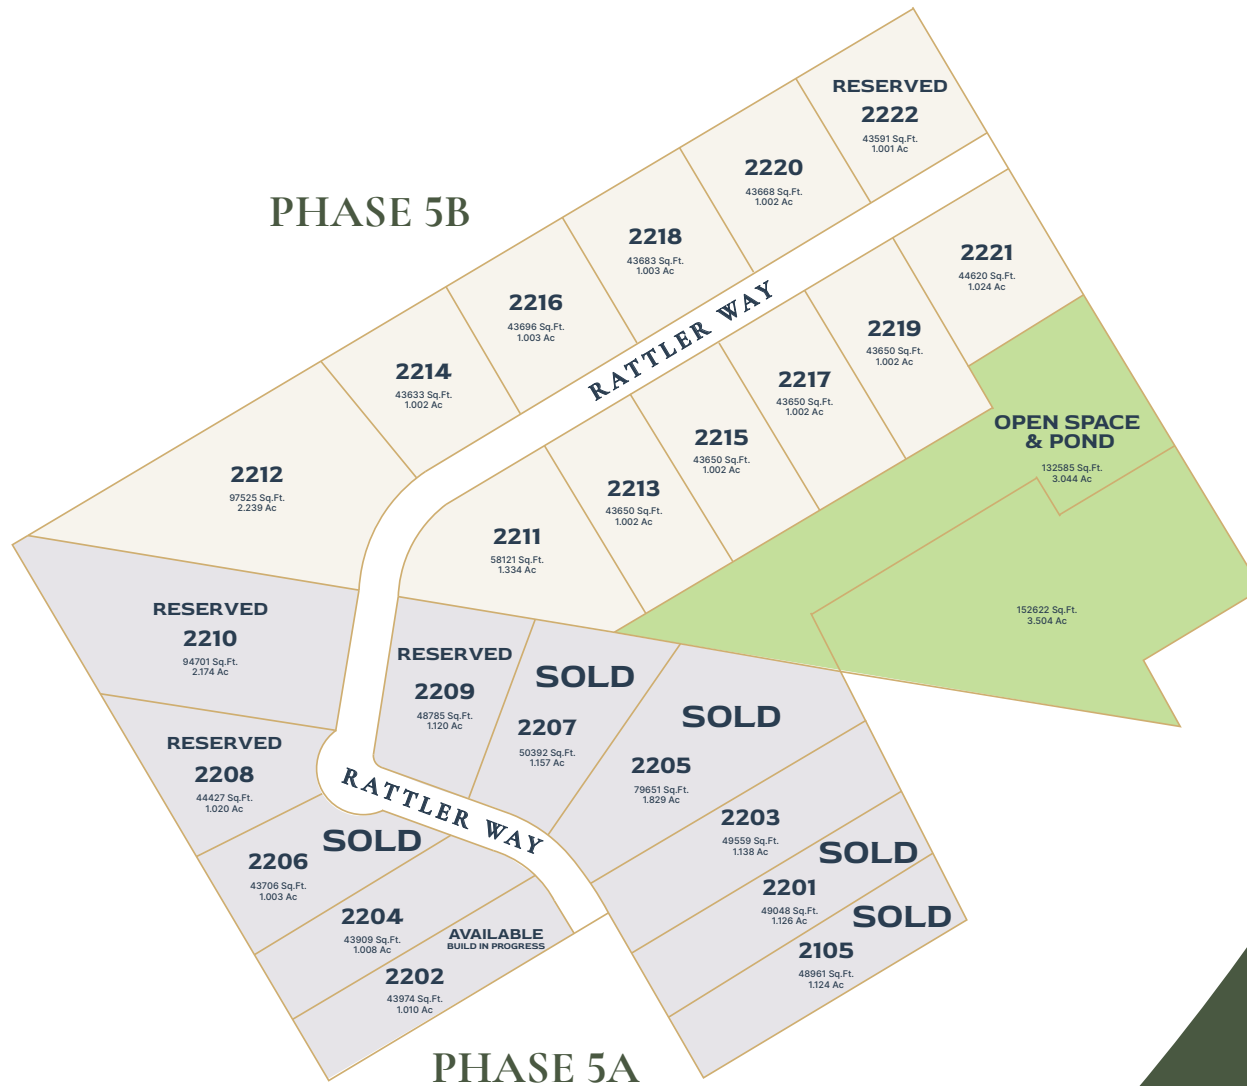 RESERVED
2222
43591 Sq.Ft.
1.001 Ac
2220
43668 Sq.Ft.
1.002 Ac
PHASE 5B
2218
43683 Sq.Ft.
1.003 Ac
2221
44620 Sq.Ft.
1.024 Ac
2216
43696 Sq.Ft.
1.003 Ac
RATTLER WAY
2219
43650 Sq.Ft.
1.002 Ac
2214
43633 Sq.Ft.
1.002 Ac
2217
43650 Sq.Ft.
1.002 Ac
OPEN SPACE
& POND
132585 Sq.Ft.
3.044 Ac
2215
43650 Sq.Ft.
1.002 Ac
2212
97525 Sq.Ft.
2.239 Ac
2213
43650 Sq.Ft.
1.002 Ac
2211
58121 Sq.Ft.
1.334 Ac
152622 Sq.Ft.
3.504 Ac
RESERVED
2210
94701 Sq.Ft.
2.174 Ac
RESERVED
2209
48785 Sq.Ft.
1.120 Ac
SOLD
2207
50392 Sq.Ft.
1.157 Ac
SOLD
2205
79651 Sq.Ft.
1.829 Ac
RESERVED
2208
44427 Sq.Ft.
1.020 Ac
RATTLER WAY
2203
49559 Sq.Ft.
1.138 Ac
SOLD
2206
43706 Sq.Ft.
1.003 Ac
SOLD
2201
49048 Sq.Ft.
1.126 Ac
2204
43909 Sq.Ft.
1.008 Ac
SOLD
2105
48961 Sq.Ft.
1.124 Ac
AVAILABLE
BUILD IN PROGRESS
2202
43974 Sq.Ft.
1.010 Ac
PHASE 5A